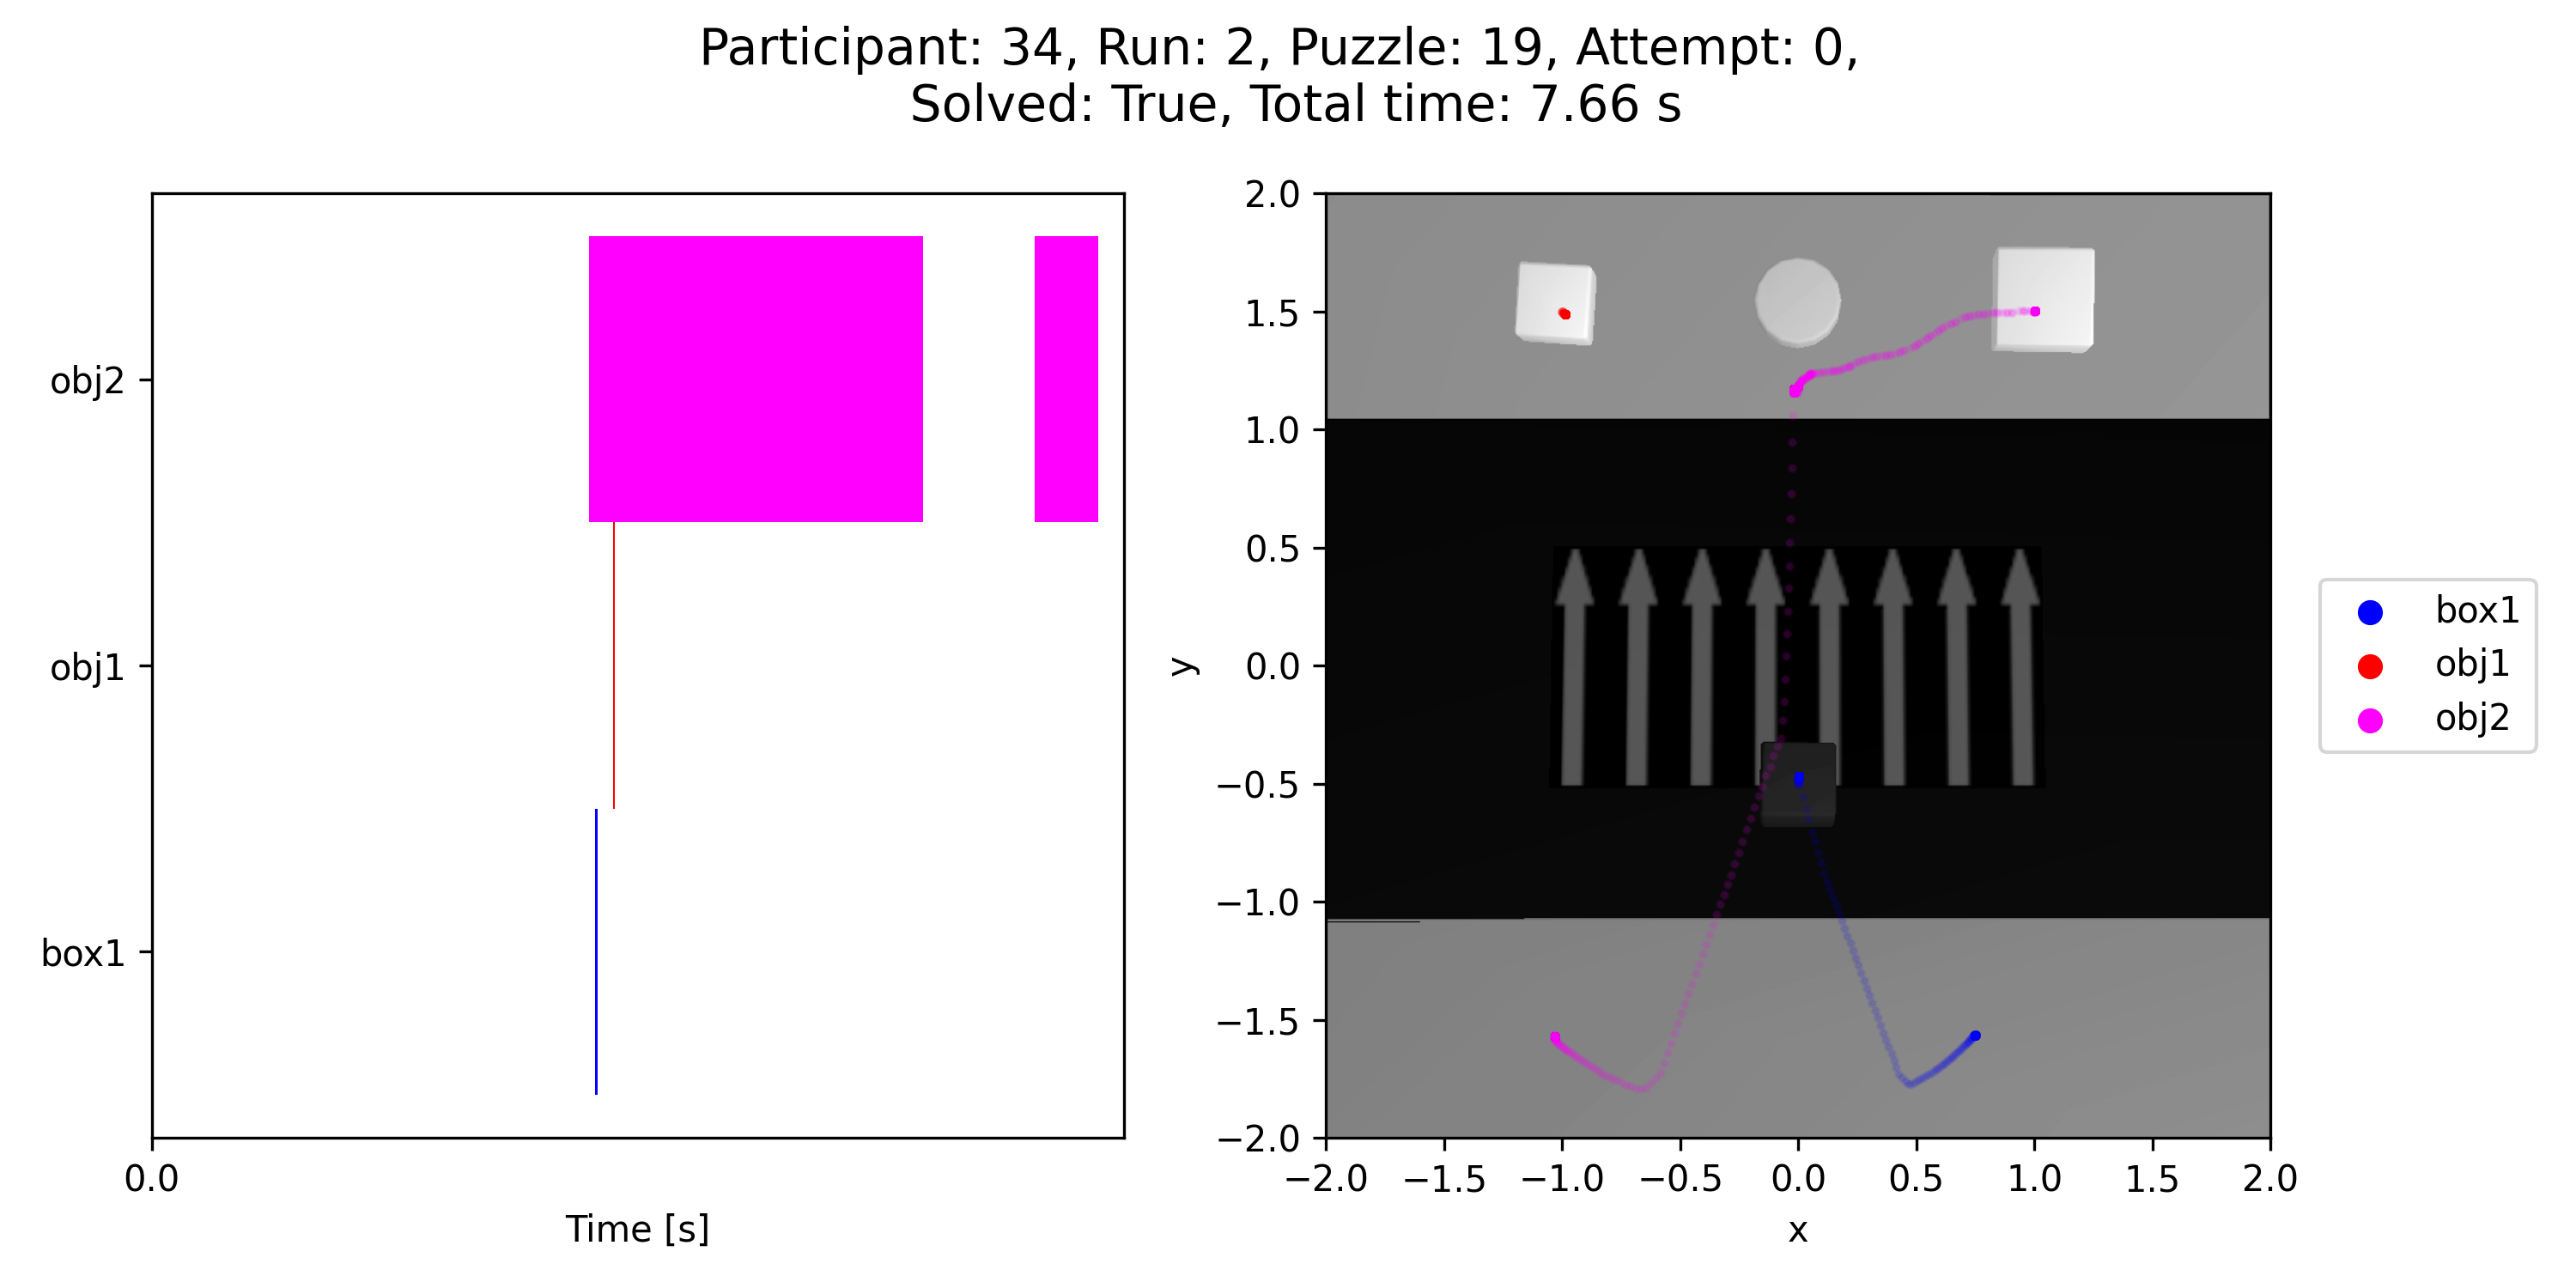 Participant: 34, Run: 2, Puzzle: 19, Attempt: 0,
Solved: True, Total time: 7.66 s
obj2
obj1
box1
0.0
Time [s]
2.0
1.5
1.0
0.5
0.0
−0.5
−1.0
−1.5
−2.0
y
−2.0 −1.5 −1.0 −0.5 0.0 0.5 1.0 1.5 2.0
x
box1
obj1
obj2